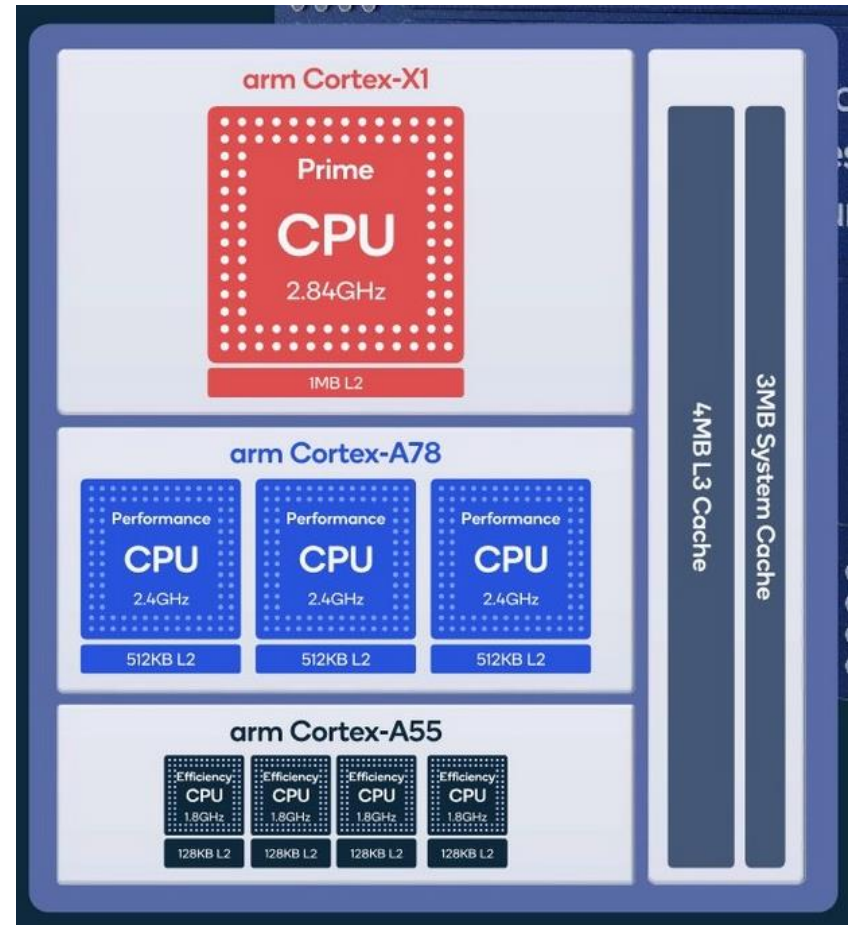 arm Cortex-X1
Prime
CPU
2.84GHz
1MB L2
arm Cortex-A78
Performance
CPU
2.4GHz
512KB L2
Performance
CPU
2.4GHz
512KB L2
Performance
CPU
2.4GHz
512KB L2
arm Cortex-A55
Efficiency
CPU
1.8GHz
128KB L2
Efficiency
CPU
1.8GHz
128KB L2
Efficiency
CPU
1.8GHz
128KB L2
Efficiency
CPU
1.8GHz
128KB L2
4MB L3 Cache
3MB System Cache